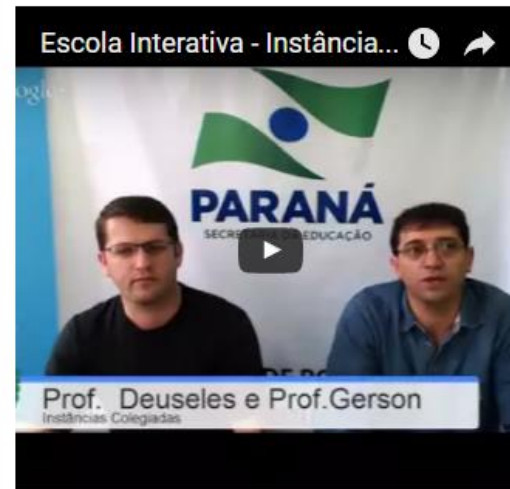 Escola Interativa - Instância...
PARANÁ
SECRETARIA DA EDUCAÇÃO
Prof. Deuseles e Prof.Gerson
Instâncias Colegiadas